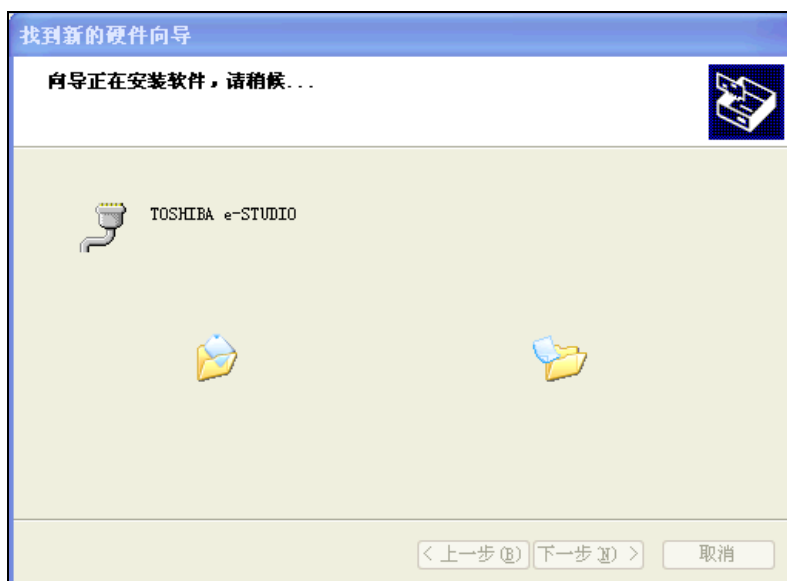 找到新的硬件向导
向导正在安装软件，请稍候...
TOSHIBA e-STUDIO
< 上一步(B) 下一步(N) > 取消